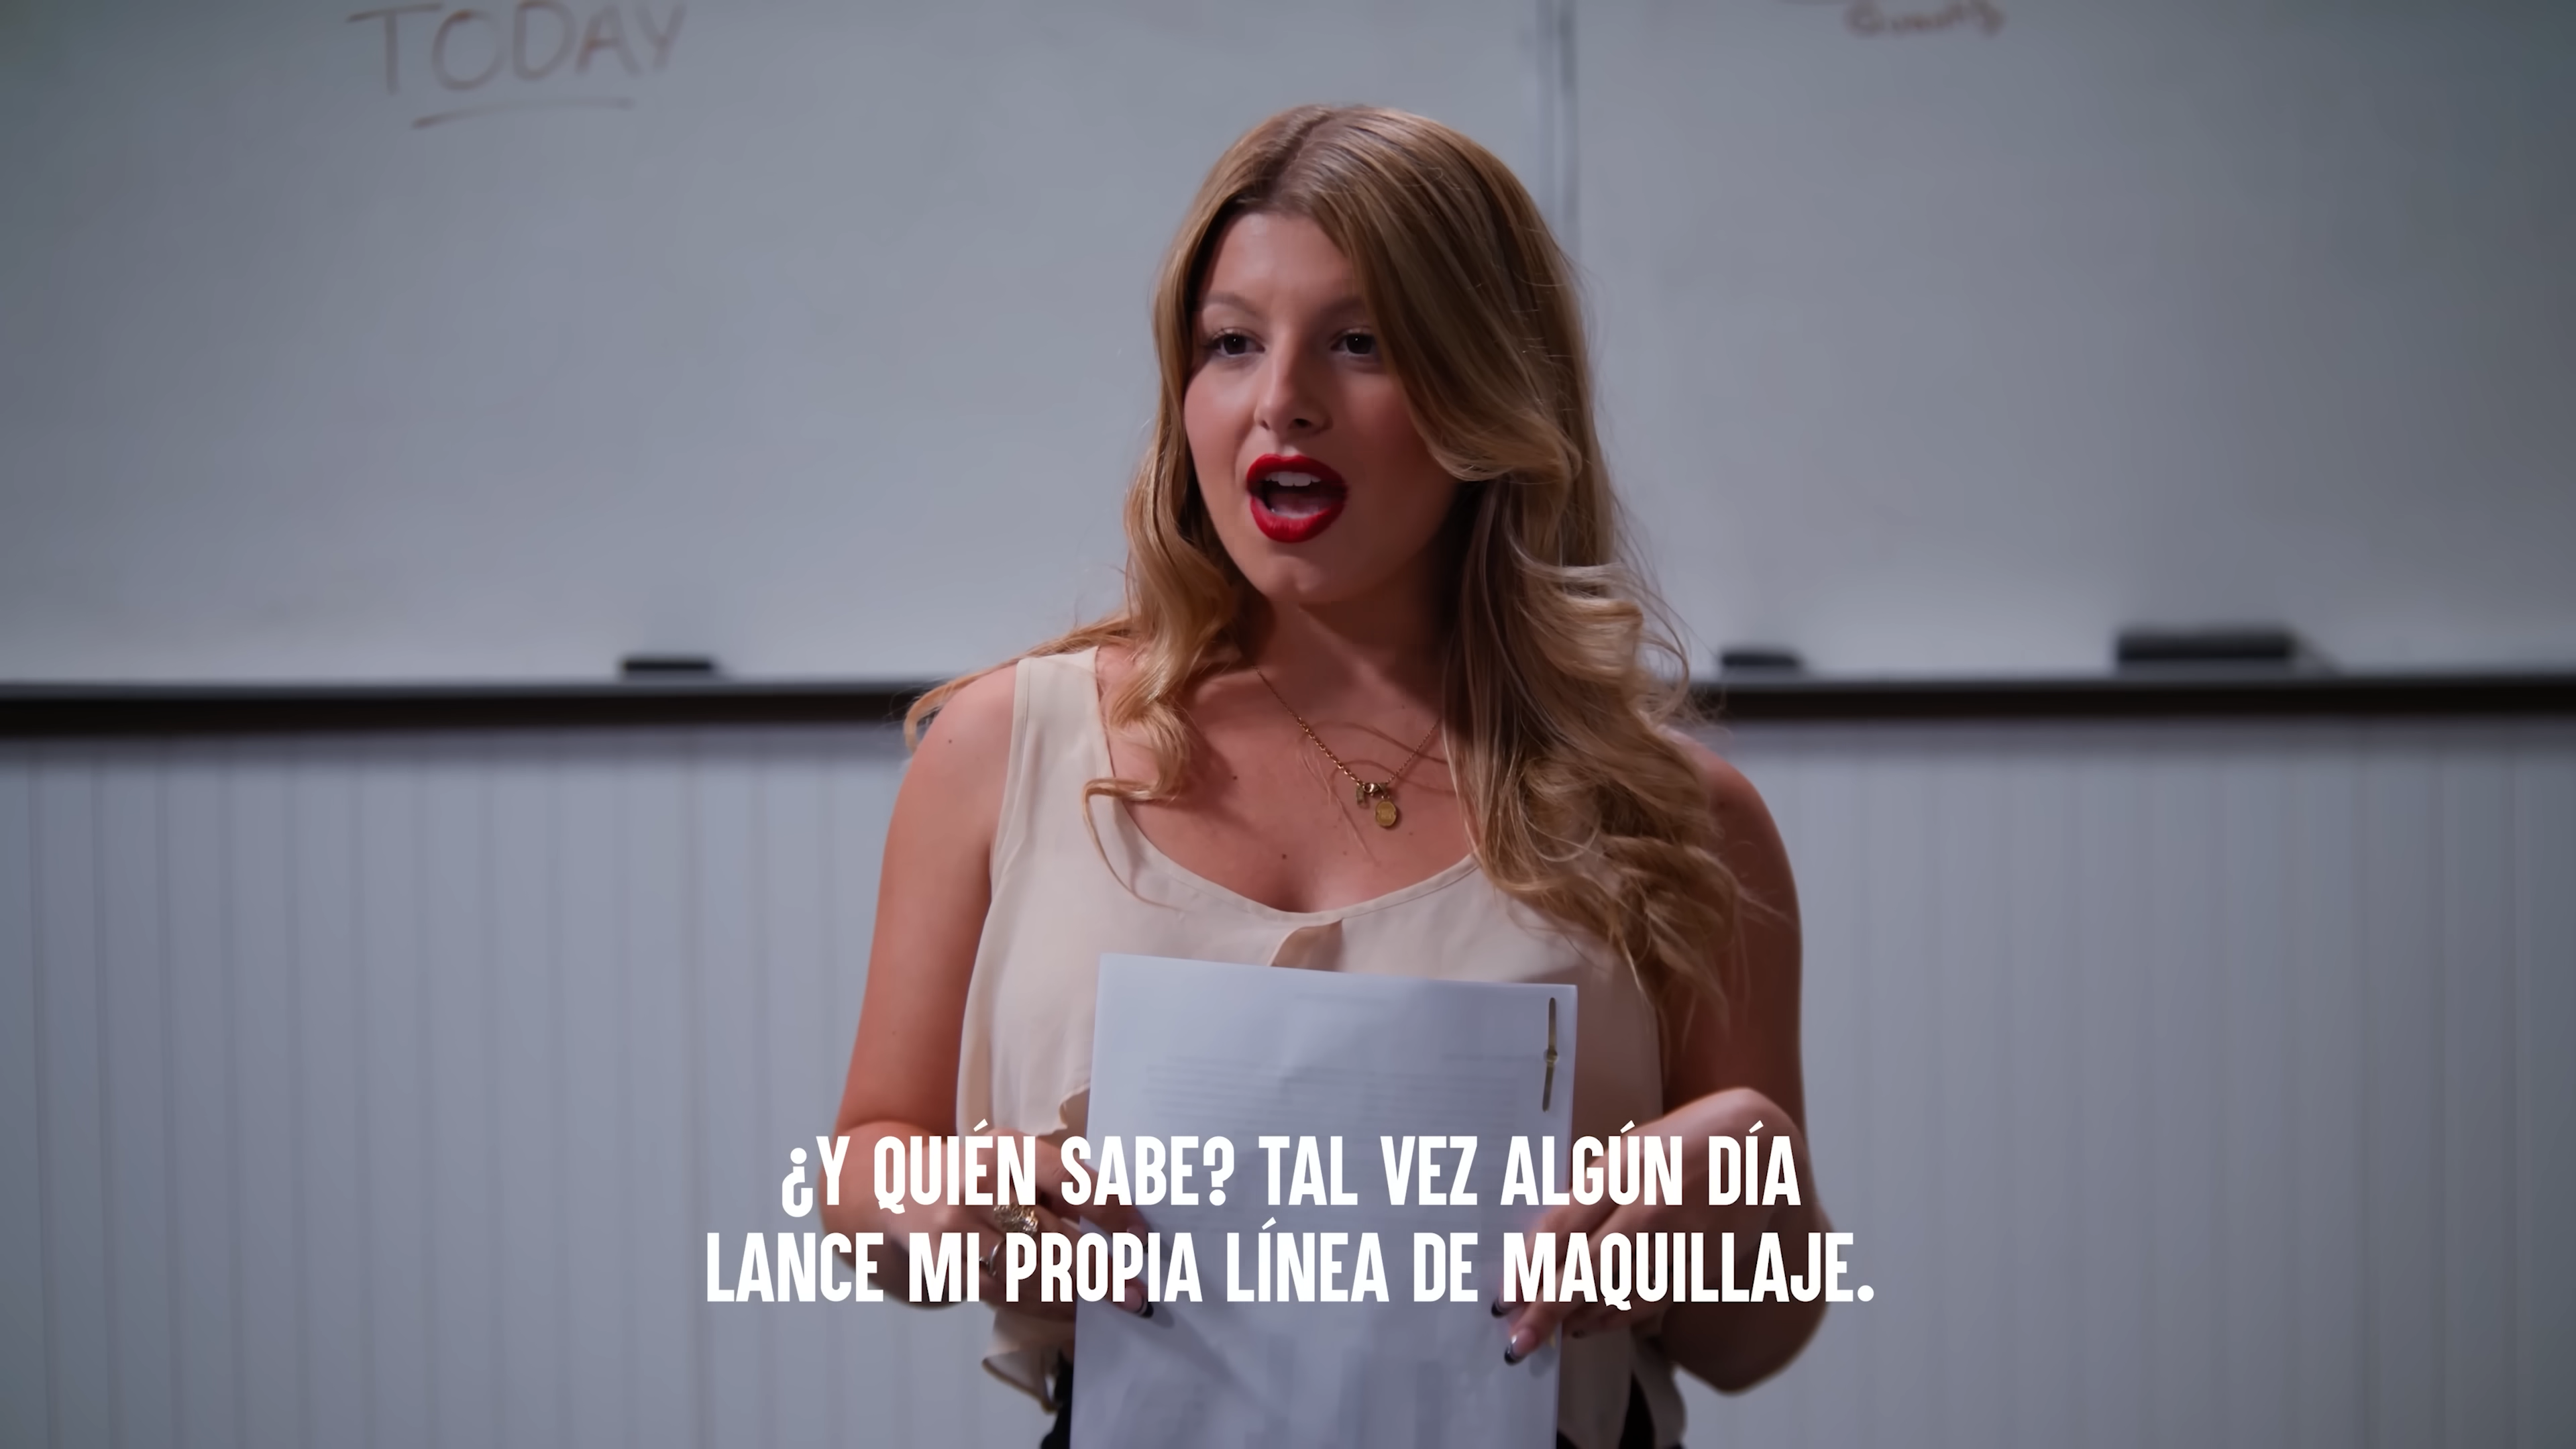 TODAY
¿Y QUIÉN SABE? TAL VEZ ALGÚN DÍA
LANCE MI PROPIA LÍNEA DE MAQUILLAJE.